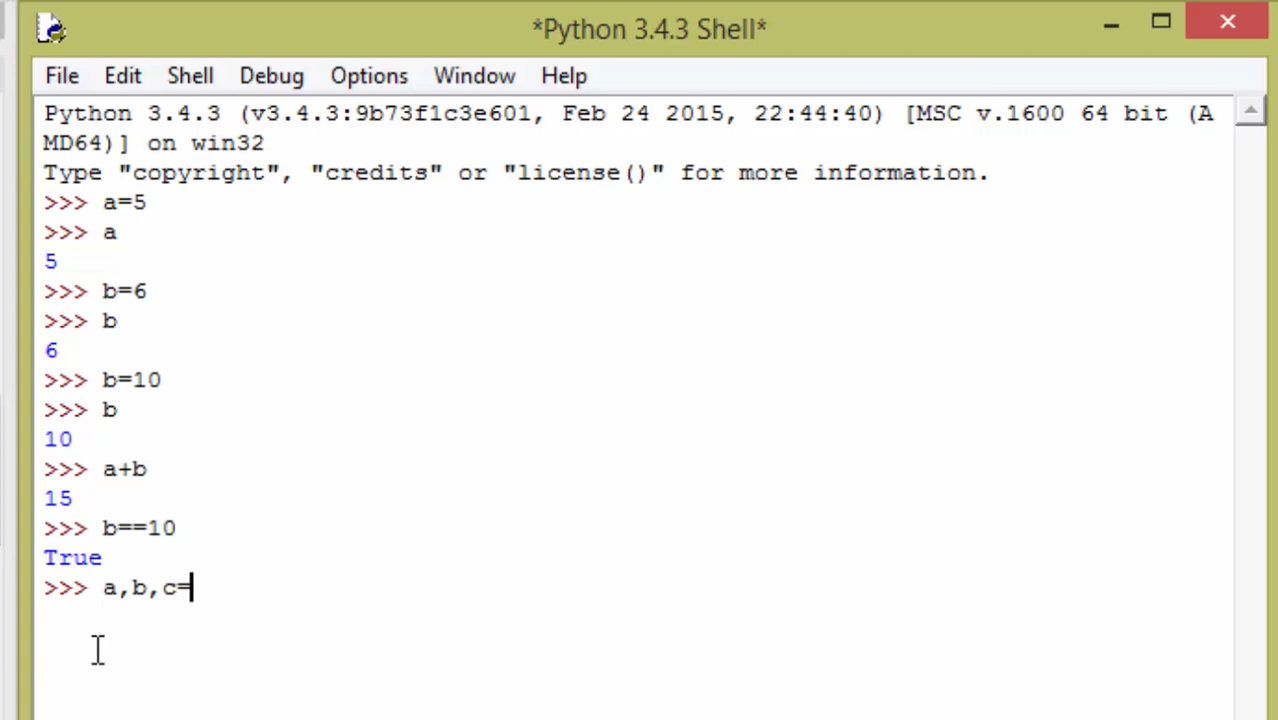 *Python 3.4.3 Shell*
File Edit Shell Debug Options Window Help
Python 3.4.3 (v3.4.3:9b73f1c3e601, Feb 24 2015, 22:44:40) [MSC v.1600 64 bit (A
MD64)] on win32
Type "copyright", "credits" or "license()" for more information.
>>> a=5
>>> a
5
>>> b=6
>>> b
6
>>> b=10
>>> b
10
>>> a+b
15
>>> b==10
True
>>> a,b,c=